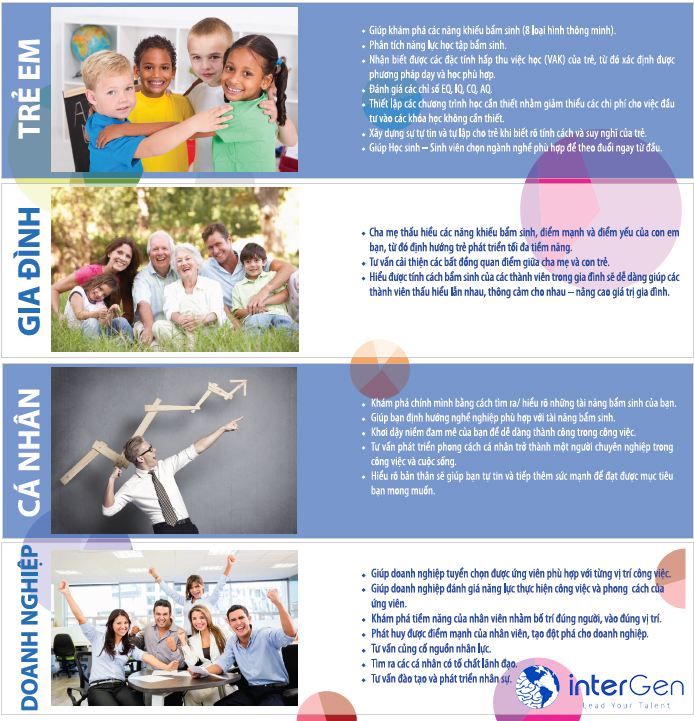 TRẺ EM
Giúp khám phá các năng khiếu bẩm sinh (8 loại hình thông minh).
Phân tích năng lực học tập bẩm sinh.
Nhận biết được các đặc tính hấp thu việc học (VAK) của trẻ, từ đó xác định được
phương pháp dạy và học phù hợp.
Đánh giá các chỉ số EQ, IQ, CQ, AQ.
Thiết lập các chương trình học cần thiết nhằm giảm thiểu các chi phí cho việc đầu
tư vào các khóa học không cần thiết.
Xây dựng sự tự tin và tự lập cho trẻ khi biết rõ tính cách và suy nghĩ của trẻ.
Giúp Học sinh – Sinh viên chọn ngành nghề phù hợp để theo đuổi ngay từ đầu.
GIA ĐÌNH
Cha mẹ thấu hiểu các năng khiếu bẩm sinh, điểm mạnh và điểm yếu của con em
bạn, từ đó định hướng trẻ phát triển tối đa tiềm năng.
Tư vấn cải thiện các bất đồng quan điểm giữa cha mẹ và con trẻ.
Hiểu được tính cách bẩm sinh của các thành viên trong gia đình sẽ dễ dàng giúp các
thành viên thấu hiểu lẫn nhau, thông cảm cho nhau – nâng cao giá trị gia đình.
CÁ NHÂN
Khám phá chính mình bằng cách tìm ra/ hiểu rõ những tài năng bẩm sinh của bạn.
Giúp bạn định hướng nghề nghiệp phù hợp với tài năng bẩm sinh.
Khơi dậy niềm đam mê của bạn để dễ dàng thành công trong công việc.
Tư vấn phát triển phong cách cá nhân trở thành một người chuyên nghiệp trong
công việc và cuộc sống.
Hiểu rõ bản thân sẽ giúp bạn tự tin và tiếp thêm sức mạnh để đạt được mục tiêu
bạn mong muốn.
DOANH NGHIỆP
Giúp doanh nghiệp tuyển chọn được ứng viên phù hợp với từng vị trí công việc.
Giúp doanh nghiệp đánh giá năng lực thực hiện công việc và phong cách của
ứng viên.
Khám phá tiềm năng của nhân viên nhằm bố trí đúng người, vào đúng vị trí.
Phát huy được điểm mạnh của nhân viên, tạo đột phá cho doanh nghiệp.
Tư vấn củng cố nguồn nhân lực.
Tìm ra các cá nhân có tố chất lãnh đạo.
Tư vấn đào tạo và phát triển nhân sự.
interGen
Lead Your Talent